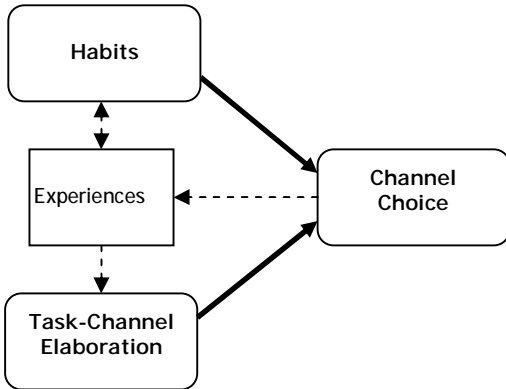 Habits
Experiences
Channel
Choice
Task-Channel
Elaboration